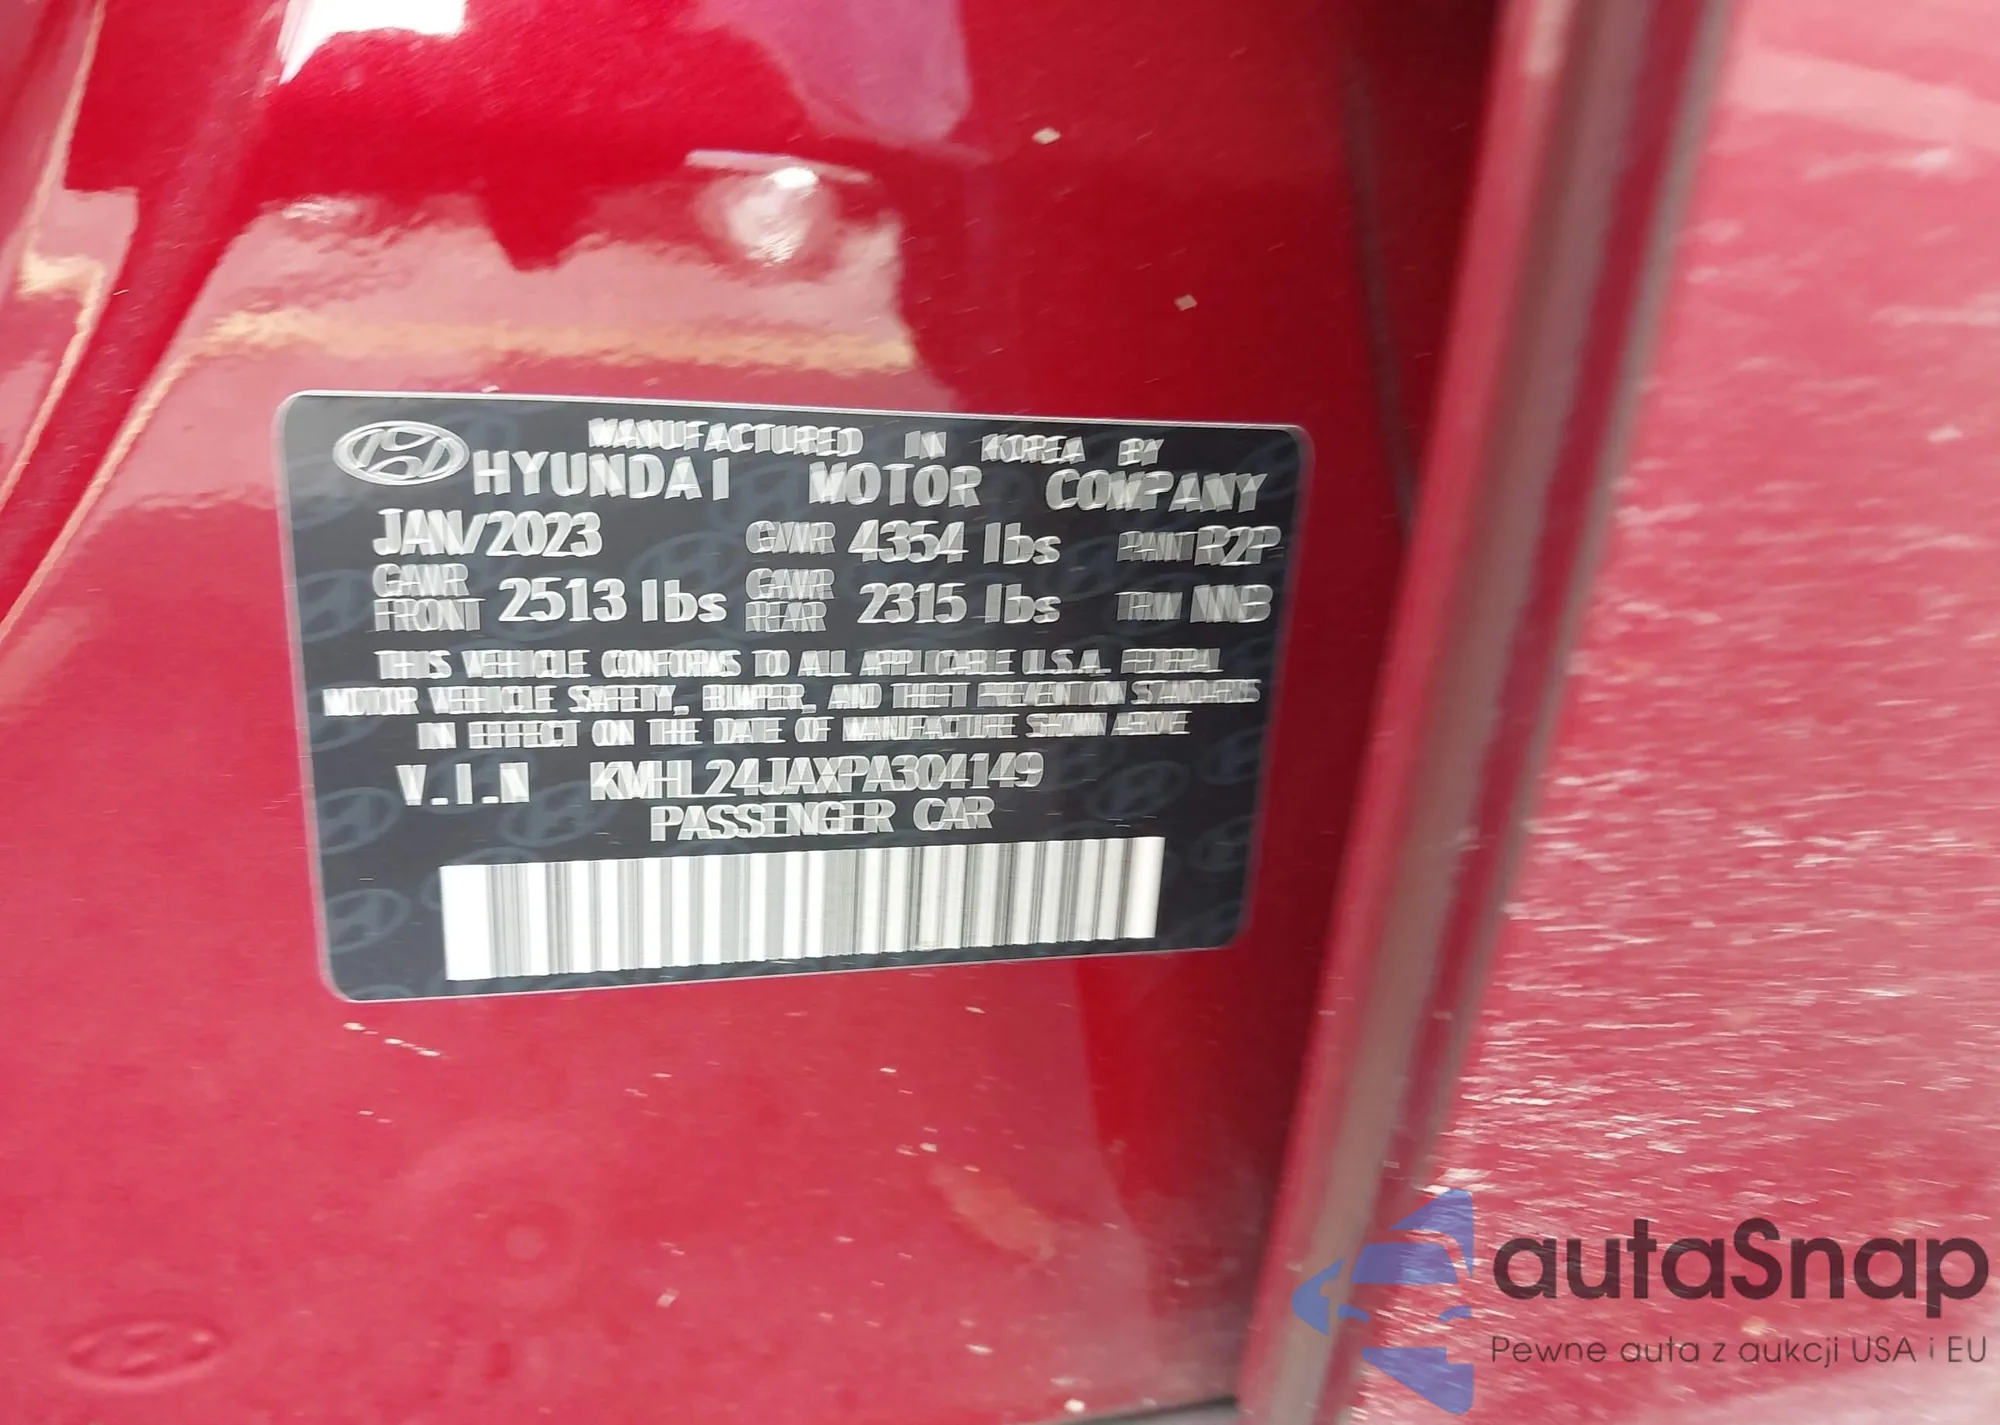 MANUFACTURED IN KOREA BY
HYUNDAI MOTOR COMPANY
JAN/2023 GVWR 4354 lbs PAINT R2P
GAWR FRONT 2513 lbs GAWR REAR 2315 lbs TRIM NNB
THIS VEHICLE CONFORMS TO ALL APPLICABLE U.S.A. FEDERAL
MOTOR VEHICLE SAFETY, BUMPER, AND THEFT PREVENTION STANDARDS
IN EFFECT ON THE DATE OF MANUFACTURE SHOWN ABOVE
V.I.N KMHL24JAXPA304149
PASSENGER CAR
autaSnap
Pewne auta z aukcji USA i EU